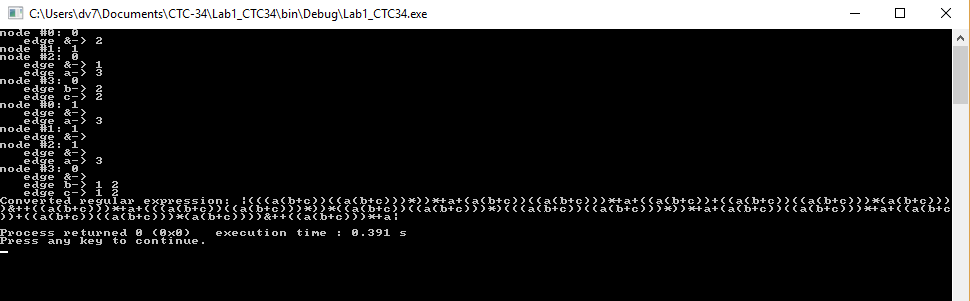 C:\Users\dv7\Documents\CTC-34\Lab1_CTC34\bin\Debug\Lab1_CTC34.exe
node #0: 0
edge &-> 2
node #1: 1
node #2: 0
edge &-> 1
edge a-> 3
node #3: 0
edge b-> 2
edge c-> 2
node #0: 1
edge &->
edge a-> 3
node #1: 1
edge &->
node #2: 1
edge &->
edge a-> 3
node #3: 0
edge &->
edge b-> 1 2
edge c-> 1 2
Converted regular expression: ¦((((a(b+c))((a(b+c)))*))*+a+(a(b+c))((a(b+c)))*+a+((a(b+c))+((a(b+c))((a(b+c)))*(a(b+c)))
)&++((a(b+c)))*+a+(((a(b+c))((a(b+c)))*)*((a(b+c))((a(b+c)))*)(((a(b+c))((a(b+c)))*))*+a+(a(b+c))((a(b+c)))*+a+((a(b+c
))+((a(b+c))((a(b+c)))*(a(b+c))))&++((a(b+c)))*+a¦
Process returned 0 (0x0) execution time : 0.391 s
Press any key to continue.